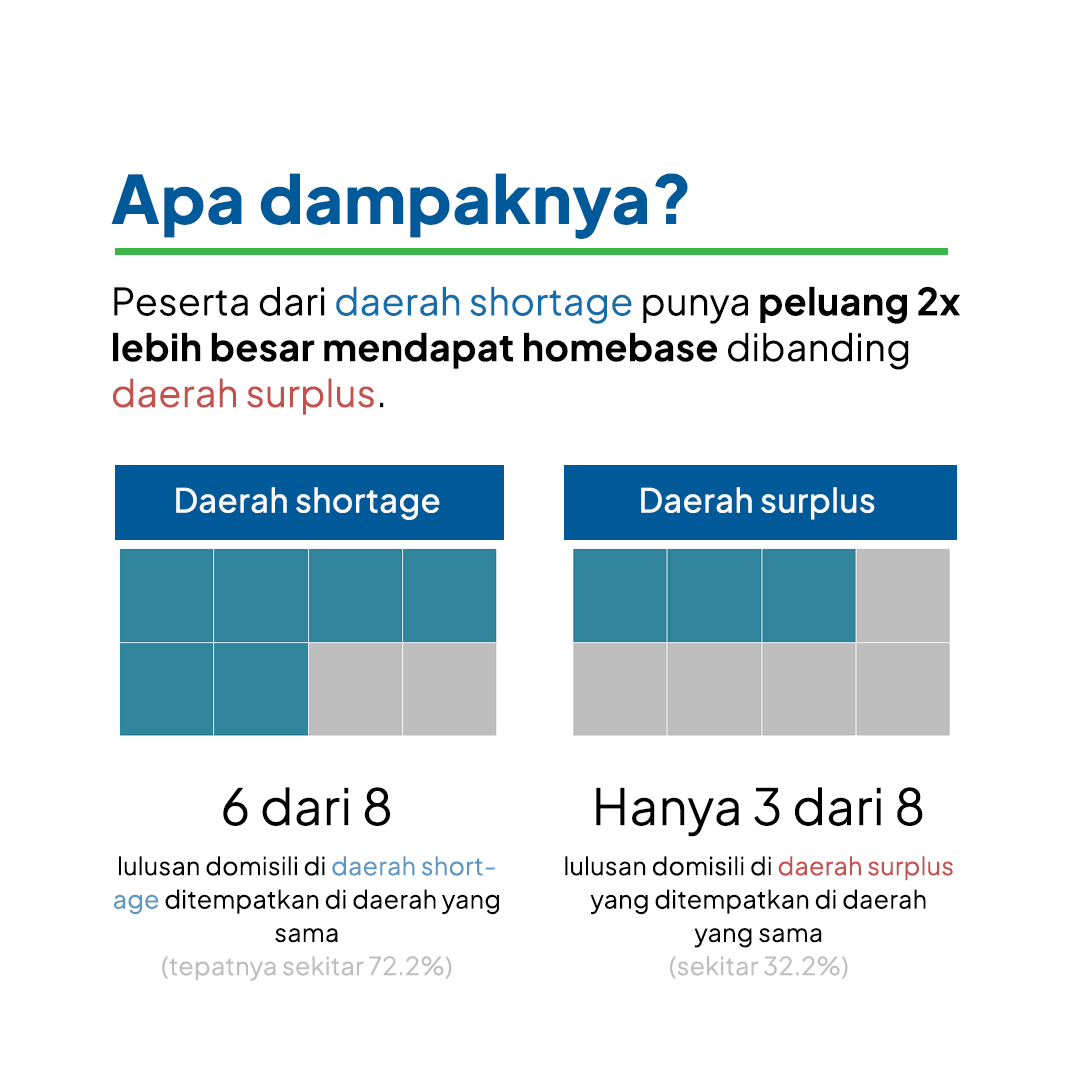 Apa dampaknya?
Peserta dari daerah shortage punya peluang 2x
lebih besar mendapat homebase dibanding
daerah surplus.
Daerah shortage
6 dari 8
lulusan domisili di daerah short-
age ditempatkan di daerah yang
sama
(tepatnya sekitar 72.2%)
Daerah surplus
Hanya 3 dari 8
lulusan domisili di daerah surplus
yang ditempatkan di daerah
yang sama
(sekitar 32.2%)